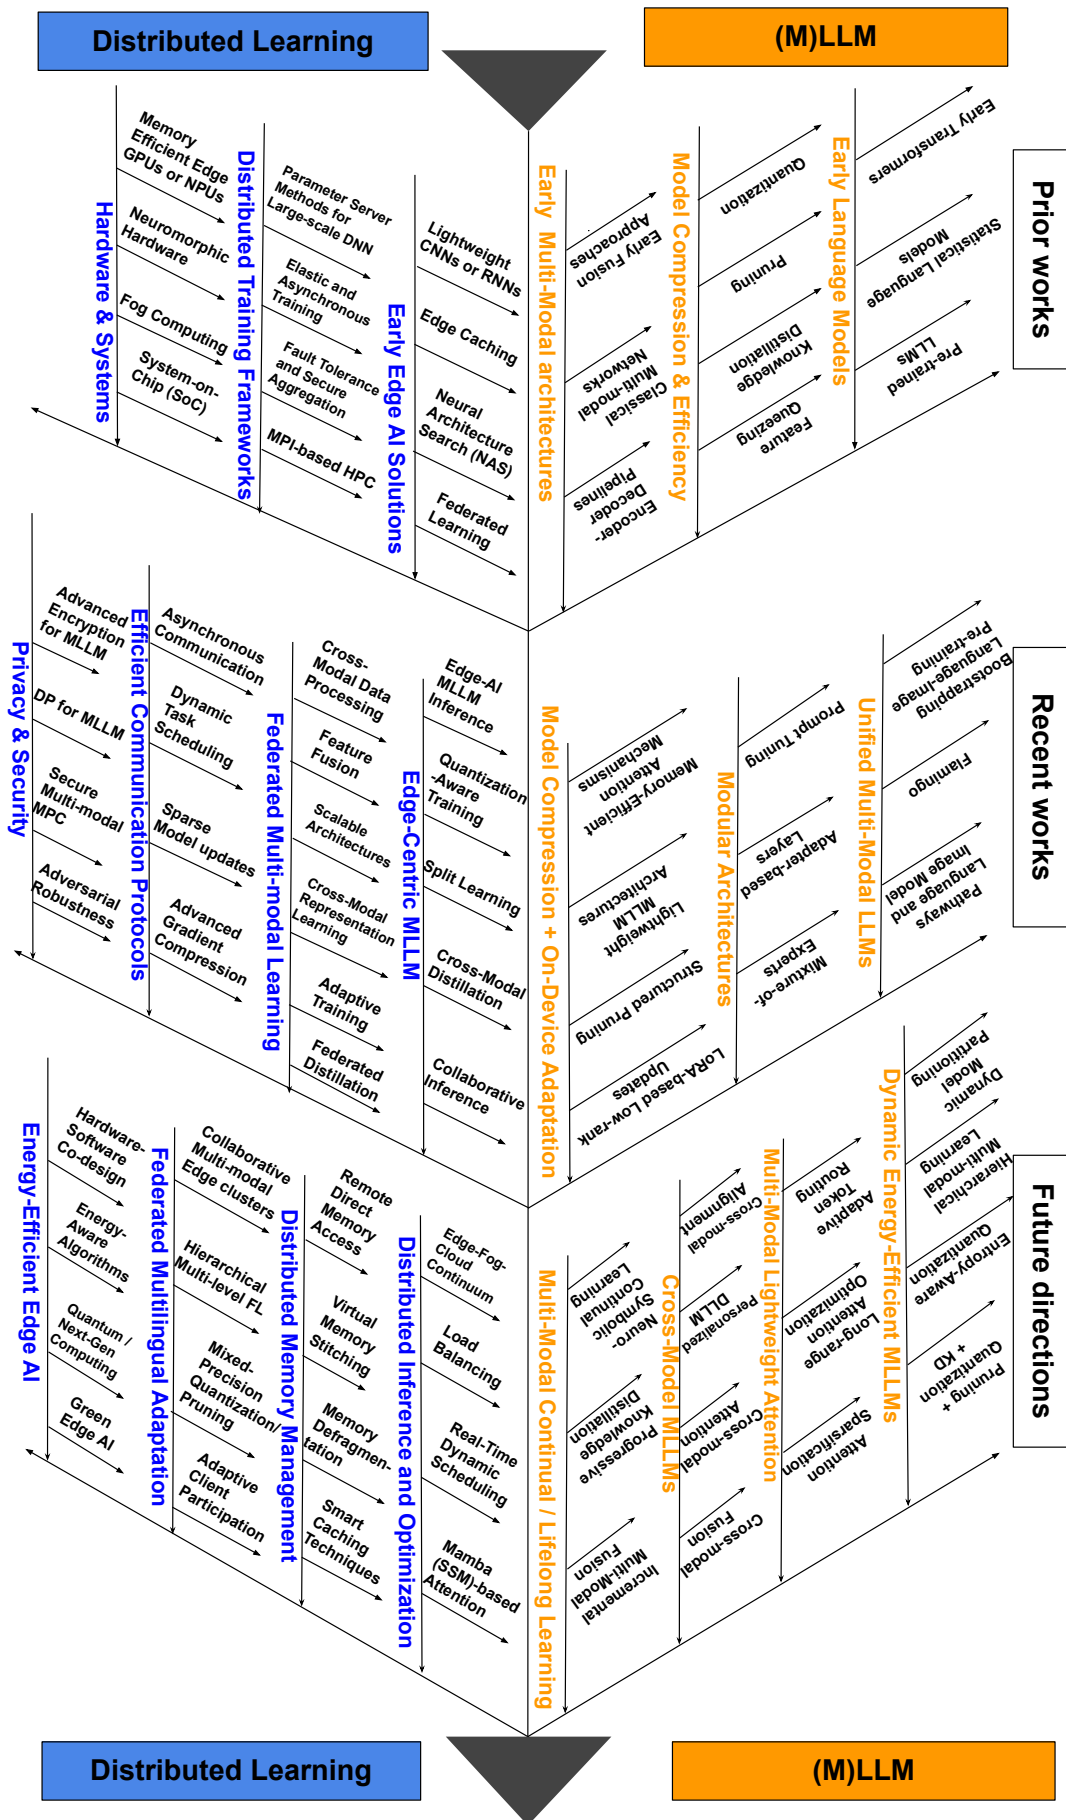 Distributed Learning
(M)LLM
Prior works
Hardware & Systems
Memory
Efficient Edge
GPUs or NPUs
Neuromorphic
Hardware
Fog Computing
System-on-
Chip (SoC)
Distributed Training Frameworks
Parameter Server
Methods for
Large-scale DNN
Elastic and
Asynchronous
Training
Fault Tolerance
and Secure
Aggregation
MPI-based HPC
Early Edge AI Solutions
Lightweight
CNNs or RNNs
Edge Caching
Neural
Architecture
Search (NAS)
Federated
Learning
Early Multi-Modal architectures
Early Fusion
Approaches
Classical
Multi-modal
Networks
Encoder-
Decoder
Pipelines
Model Compression & Efficiency
Quantization
Pruning
Knowledge
Distillation
Feature
Queezing
Early Language Models
Early Transformers
Statistical Language
Models
Pre-trained
LLMs
Recent works
Privacy & Security
Advanced
Encryption
for MLLM
DP for MLLM
Secure
Multi-modal
MPC
Adversarial
Robustness
Efficient Communication Protocols
Asynchronous
Communication
Dynamic
Task
Scheduling
Sparse
Model updates
Advanced
Gradient
Compression
Federated Multi-modal Learning
Cross-
Modal Data
Processing
Feature
Fusion
Scalable
Architectures
Cross-Modal
Representation
Learning
Adaptive
Training
Federated
Distillation
Edge-Centric MLLM
Edge-AI
MLLM
Inference
Quantization
-Aware
Training
Split Learning
Cross-Modal
Distillation
Collaborative
Inference
Model Compression + On-Device Adaptation
Memory-Efficient
Attention
Mechanisms
Lightweight
MLLM
Architectures
Structured Pruning
LoRA-based Low-rank
Updates
Modular Architectures
Prompt Tuning
Adapter-based
Layers
Mixture-of-
Experts
Unified Multi-Modal LLMs
Bootstrapping
Language-Image
Pre-training
Flamingo
Pathways
Language and
Image Model
Future directions
Energy-Efficient Edge AI
Hardware-
Software
Co-design
Energy-
Aware
Algorithms
Quantum /
Next-Gen
Computing
Green
Edge AI
Federated Multilingual Adaptation
Collaborative
Multi-modal
Edge clusters
Hierarchical
Multi-level FL
Mixed-
Precision
Quantization/
Pruning
Adaptive
Client
Participation
Distributed Memory Management
Remote
Direct
Memory
Access
Virtual
Memory
Stitching
Memory
Defragmen-
tation
Smart
Caching
Techniques
Distributed Inference and Optimization
Edge-Fog-
Cloud
Continuum
Load
Balancing
Real-Time
Dynamic
Scheduling
Mamba
(SSM)-based
Attention
Multi-Modal Continual / Lifelong Learning
Neuro-
Symbolic
Continual
Learning
Progressive
Knowledge
Distillation
Incremental
Multi-Modal
Fusion
Cross-Model MLLMs
Cross-modal
Alignment
Personalized
DLLM
Cross-modal
Attention
Cross-modal
Fusion
Multi-Modal Lightweight Attention
Adaptive
Token
Routing
Long-range
Attention
Optimization
Attention
Sparsification
Dynamic Energy-Efficient MLLMs
Dynamic
Model
Partitioning
Hierarchical
Multi-modal
Learning
Entropy-Aware
Quantization
Pruning +
Quantization
+ KD
Distributed Learning
(M)LLM